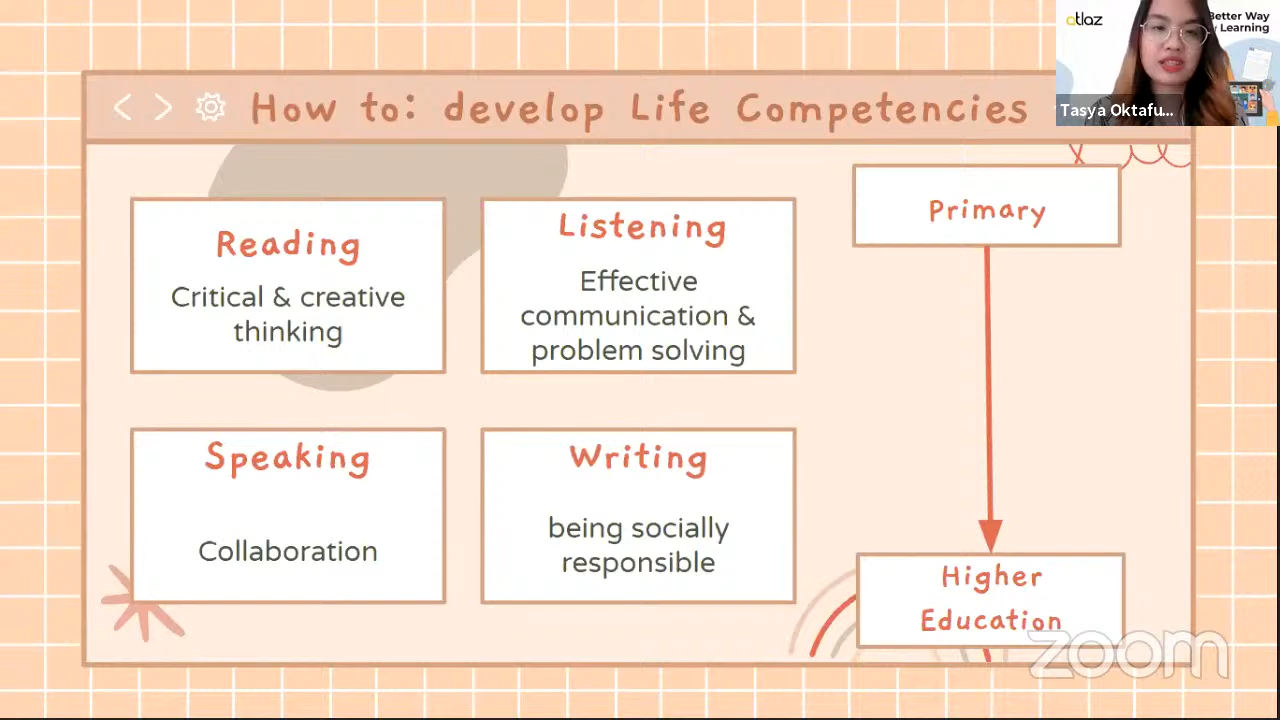 How to: develop Life Competencies
Reading
Critical & creative
thinking
Listening
Effective
communication &
problem solving
Speaking
Collaboration
Writing
being socially
responsible
Primary
Higher
Education
atlaz
Better Way
Learning
Tasya Oktafu...
zoom